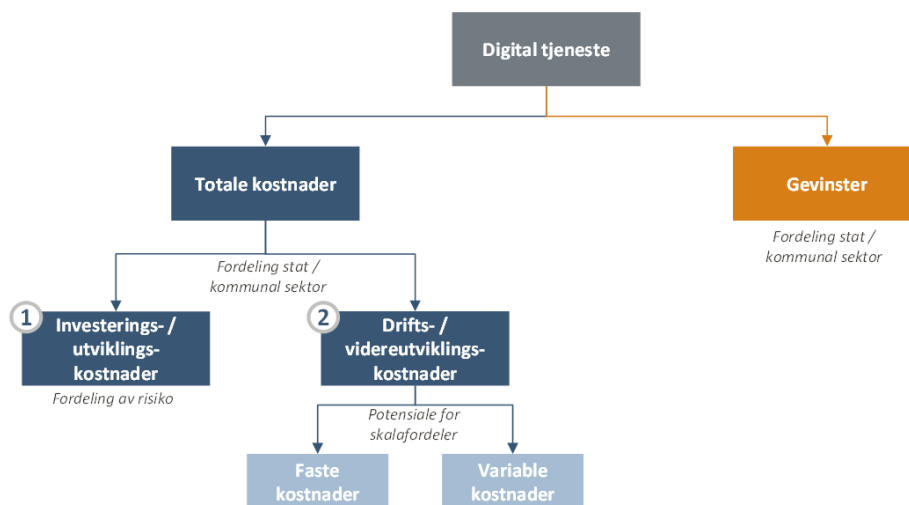 Digital tjeneste
Totale kostnader
Gevinster
Fordeling stat /
kommunal sektor
Fordeling stat /
kommunal sektor
1
Investerings- /
utviklings-
kostnader
Fordeling av risiko
2
Drifts- /
videreutviklings-
kostnader
Potensiale for
skalafordeler
Faste
kostnader
Variable
kostnader